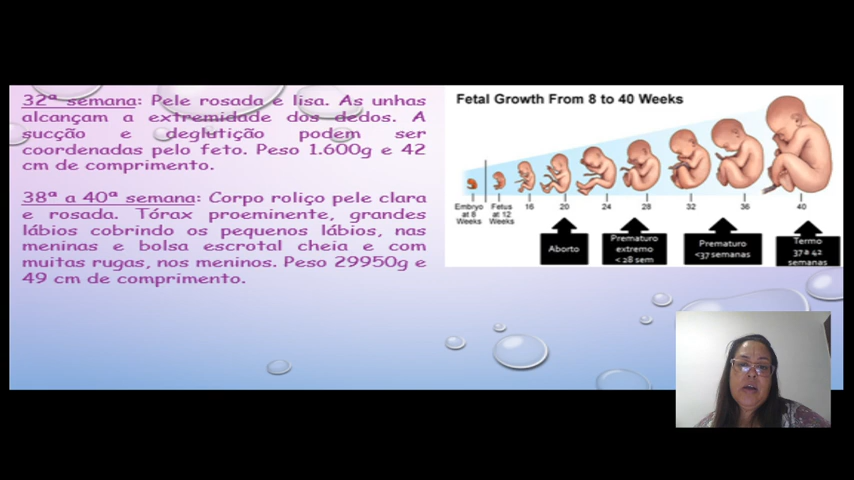 32ª semana: Pele rosada e lisa. As unhas
alcançam a extremidade dos dedos. A
sucção e deglutição podem ser
coordenadas pelo feto. Peso 1.600g e 42
cm de comprimento.
38ª a 40ª semana: Corpo roliço pele clara
e rosada. Tórax proeminente, grandes
lábios cobrindo os pequenos lábios, nas
meninas e bolsa escrotal cheia e com
muitas rugas, nos meninos. Peso 29950g e
49 cm de comprimento.
Fetal Growth From 8 to 40 Weeks
Embryo
at 8
Weeks
Fetus
at 12
Weeks
16 20 24 28 32 36 40
Aborto
Prematuro
extremo
< 28 sem
Prematuro
<37 semanas
Termo
37 a 42
semanas